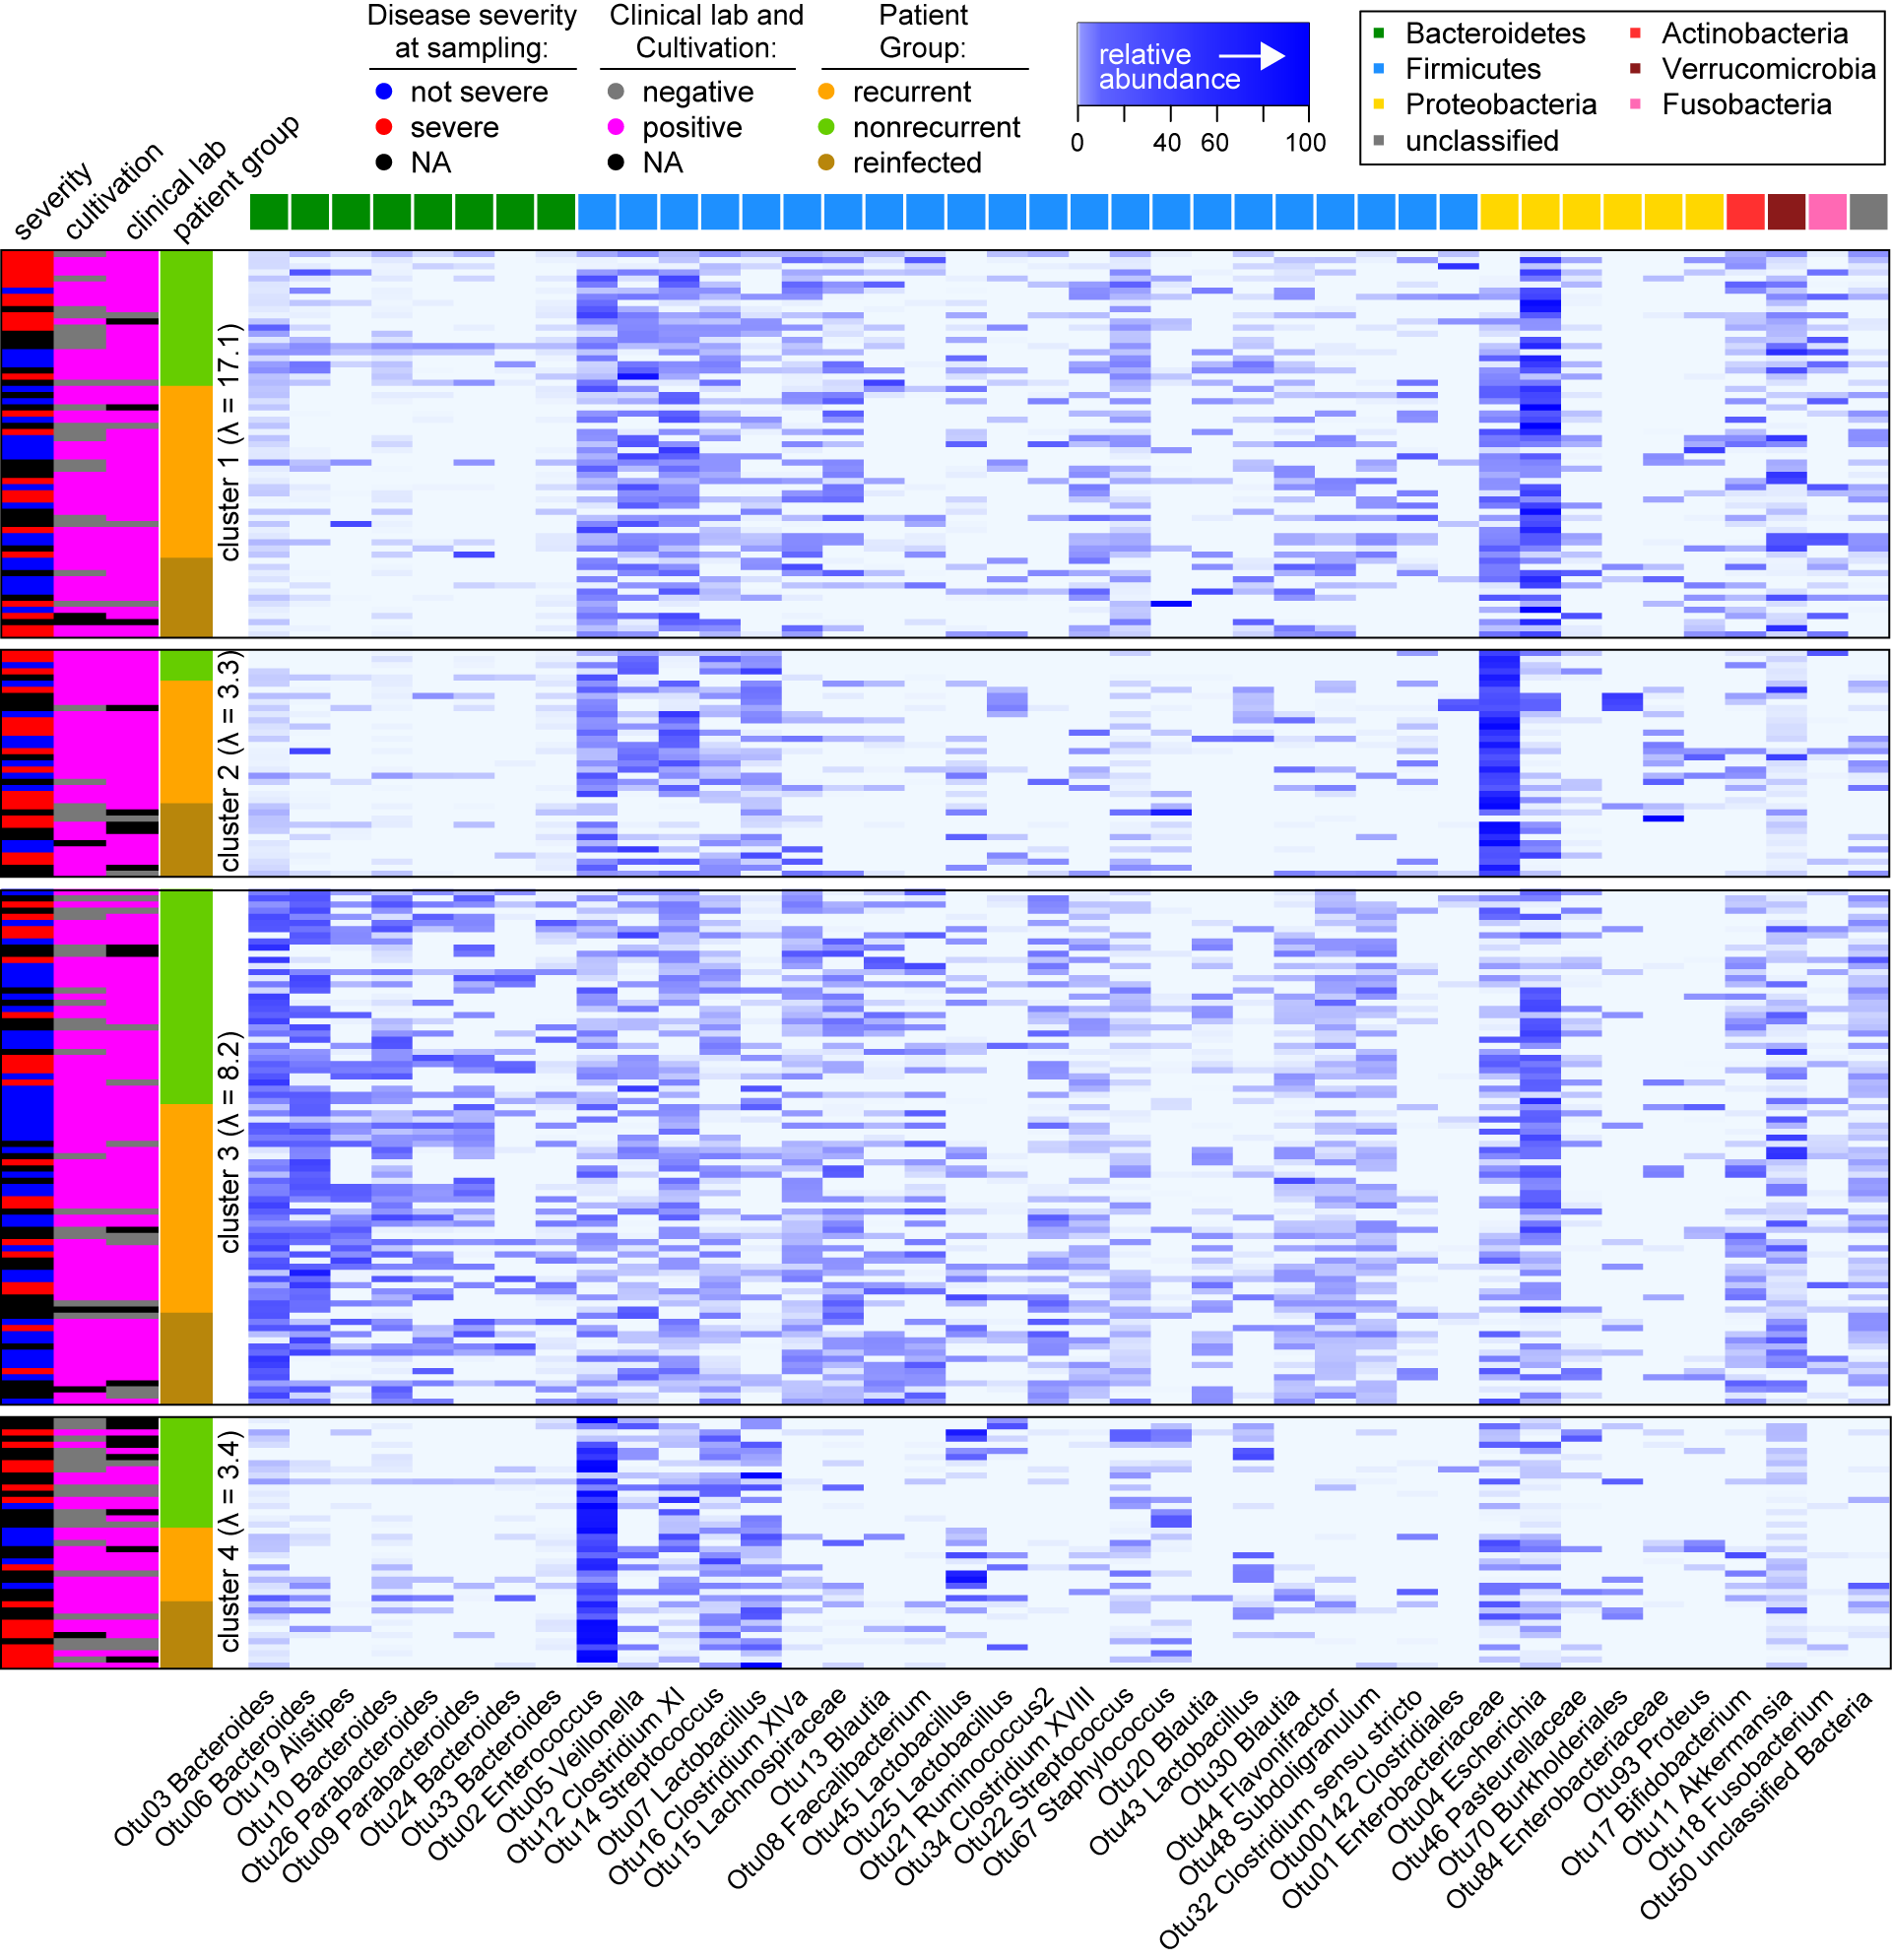 Disease severity
at sampling:
not severe
severe
NA
Clinical lab and
Cultivation:
negative
positive
NA
Patient
Group:
recurrent
nonrecurrent
reinfected
relative
abundance
0 40 60 100
Bacteroidetes
Firmicutes
Proteobacteria
unclassified
Actinobacteria
Verrucomicrobia
Fusobacteria
severity
cultivation
clinical lab
patient group
cluster 1 (λ = 17.1)
cluster 2 (λ = 3.3)
cluster 3 (λ = 8.2)
cluster 4 (λ = 3.4)
Otu03 Bacteroides
Otu06 Bacteroides
Otu19 Alistipes
Otu10 Bacteroides
Otu26 Parabacteroides
Otu09 Parabacteroides
Otu24 Bacteroides
Otu33 Bacteroides
Otu02 Enterococcus
Otu05 Veillonella
Otu12 Clostridium XI
Otu14 Streptococcus
Otu07 Lactobacillus
Otu16 Clostridium XIVa
Otu15 Lachnospiraceae
Otu13 Blautia
Otu08 Faecalibacterium
Otu45 Lactobacillus
Otu25 Lactobacillus
Otu21 Ruminococcus2
Otu34 Clostridium XVIII
Otu22 Streptococcus
Otu67 Staphylococcus
Otu20 Blautia
Otu43 Lactobacillus
Otu30 Blautia
Otu44 Flavonifractor
Otu48 Subdoligranulum
Otu32 Clostridium sensu stricto
Otu00142 Clostridiales
Otu01 Enterobacteriaceae
Otu04 Escherichia
Otu46 Pasteurellaceae
Otu70 Burkholderiales
Otu84 Enterobacteriaceae
Otu93 Proteus
Otu17 Bifidobacterium
Otu11 Akkermansia
Otu18 Fusobacterium
Otu50 unclassified Bacteria